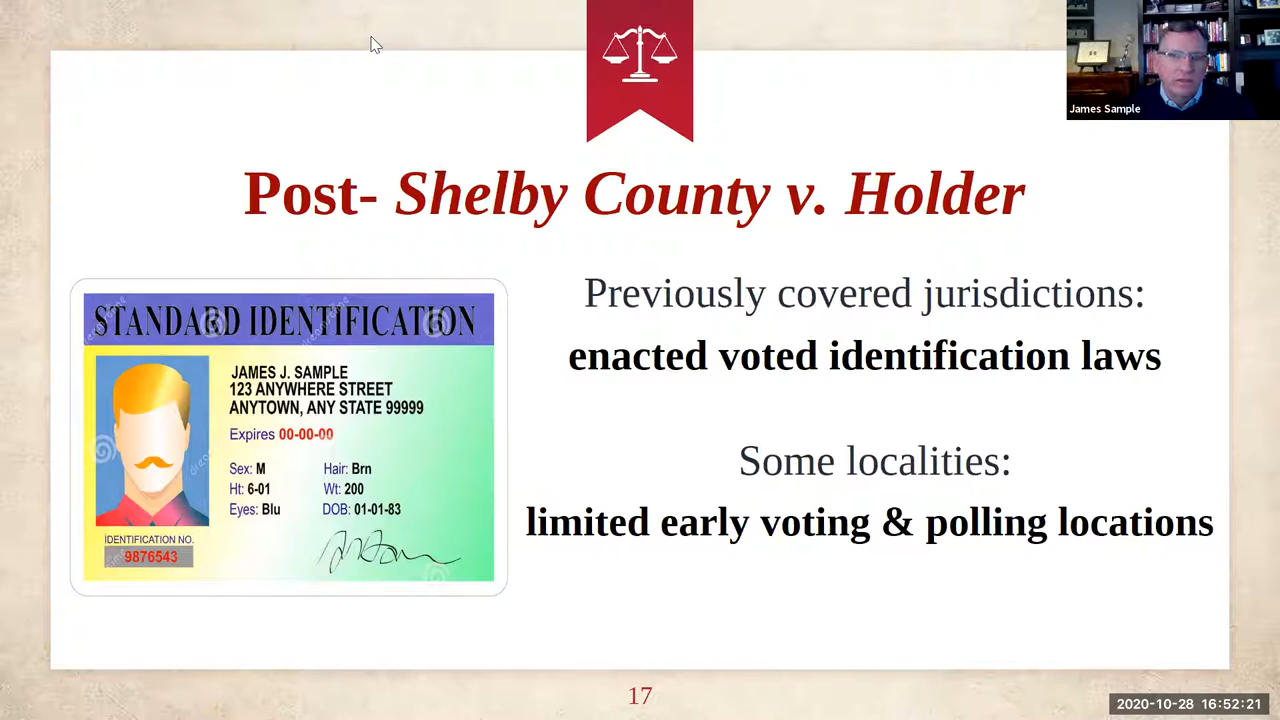 James Sample
Post- Shelby County v. Holder
STANDARD IDENTIFICATION
JAMES J. SAMPLE
123 ANYWHERE STREET
ANYTOWN, ANY STATE 99999
Expires 00-00-00
Sex: M Hair: Brn
Ht: 6-01 Wt: 200
Eyes: Blu DOB: 01-01-83
IDENTIFICATION NO.
9876543
Previously covered jurisdictions:
enacted voted identification laws
Some localities:
limited early voting & polling locations
17
2020-10-28 16:52:21